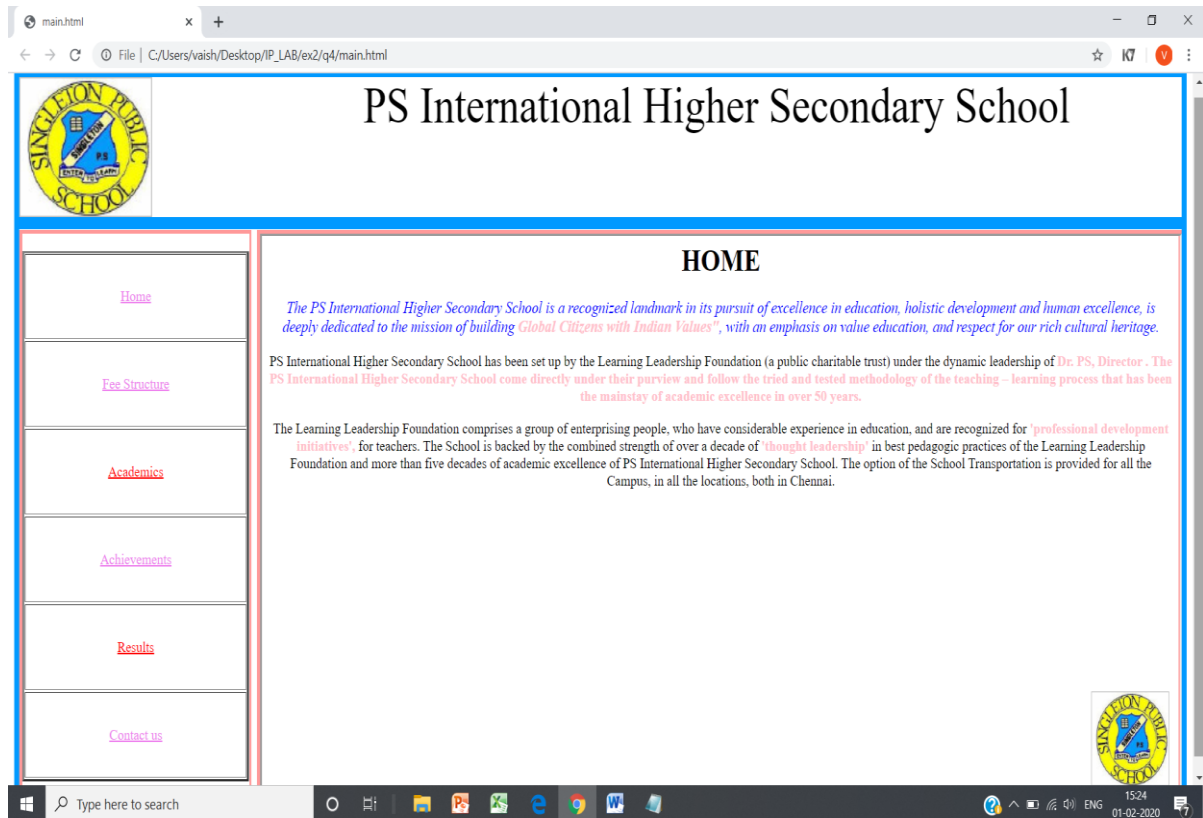 main.html
File | C:/Users/vaish/Desktop/IP_LAB/ex2/q4/main.html
K7
V
SINGLETON PUBLIC SCHOOL
SINGLETON
P.S
ENTER TO LEARN
PS International Higher Secondary School
Home
Fee Structure
Academics
Achievements
Results
Contact us
HOME
The PS International Higher Secondary School is a recognized landmark in its pursuit of excellence in education, holistic development and human excellence, is
deeply dedicated to the mission of building Global Citizens with Indian Values", with an emphasis on value education, and respect for our rich cultural heritage.
PS International Higher Secondary School has been set up by the Learning Leadership Foundation (a public charitable trust) under the dynamic leadership of Dr. PS, Director . The
PS International Higher Secondary School come directly under their purview and follow the tried and tested methodology of the teaching – learning process that has been
the mainstay of academic excellence in over 50 years.
The Learning Leadership Foundation comprises a group of enterprising people, who have considerable experience in education, and are recognized for 'professional development
initiatives', for teachers. The School is backed by the combined strength of over a decade of 'thought leadership' in best pedagogic practices of the Learning Leadership
Foundation and more than five decades of academic excellence of PS International Higher Secondary School. The option of the School Transportation is provided for all the
Campus, in all the locations, both in Chennai.
SINGLETON PUBLIC SCHOOL
Type here to search
ENG
15:24
01-02-2020
7